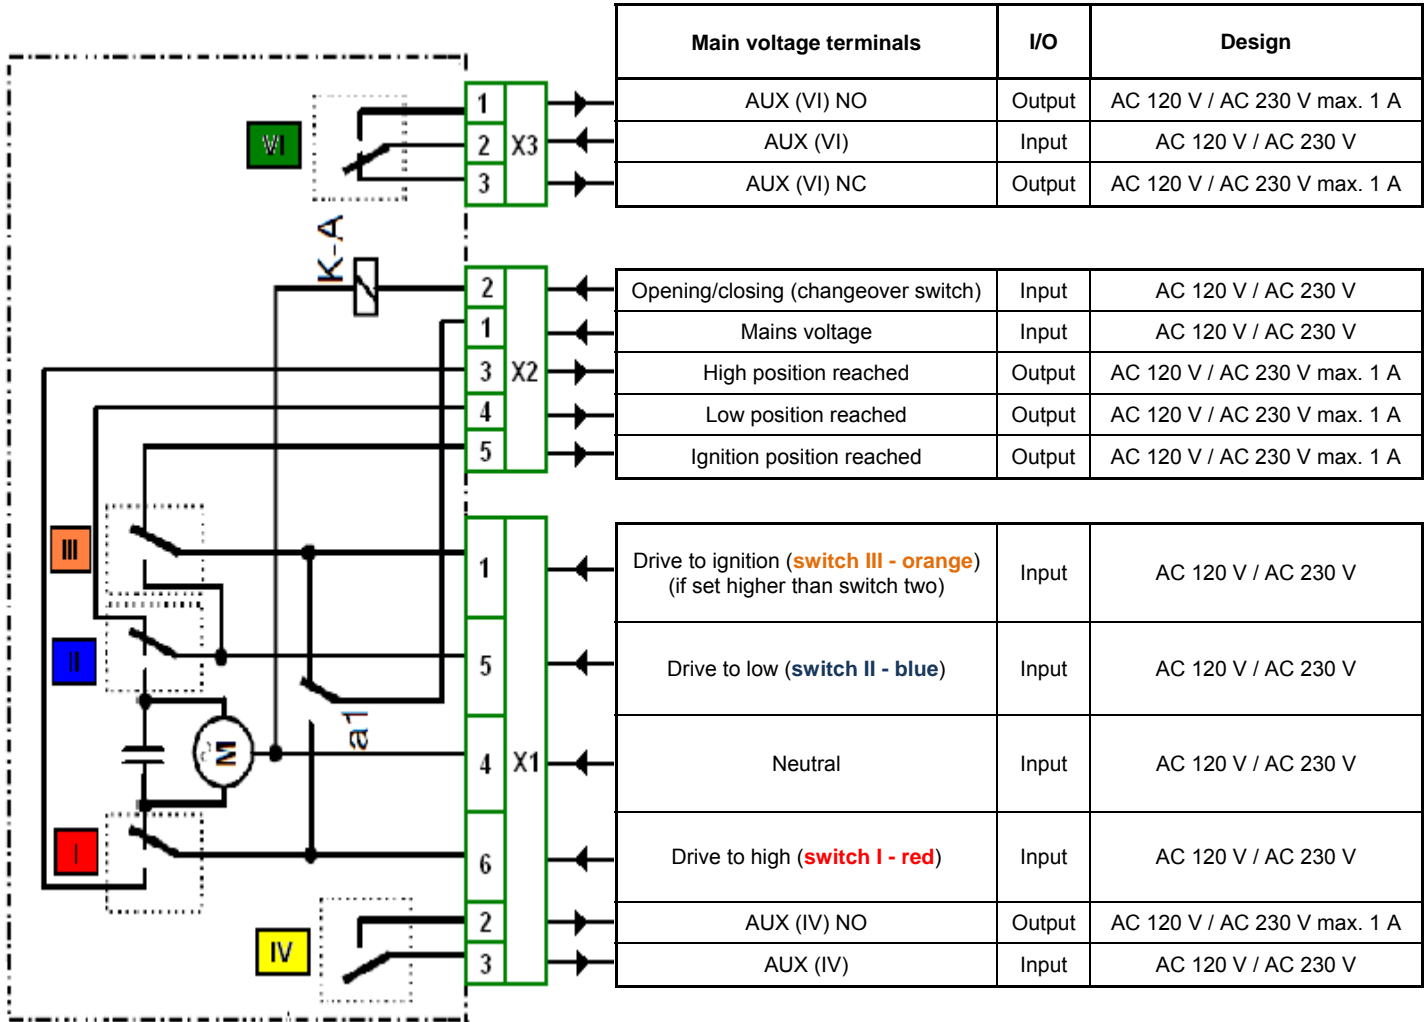 Main voltage terminals I/O Design
VI 1 AUX (VI) NO Output AC 120 V / AC 230 V max. 1 A
2 X3 AUX (VI) Input AC 120 V / AC 230 V
3 AUX (VI) NC Output AC 120 V / AC 230 V max. 1 A
K-A
2 Opening/closing (changeover switch) Input AC 120 V / AC 230 V
1 Mains voltage Input AC 120 V / AC 230 V
3 X2 High position reached Output AC 120 V / AC 230 V max. 1 A
4 Low position reached Output AC 120 V / AC 230 V max. 1 A
5 Ignition position reached Output AC 120 V / AC 230 V max. 1 A
III 1 Drive to ignition (switch III - orange) Input AC 120 V / AC 230 V
(if set higher than switch two)
II 5 Drive to low (switch II - blue) Input AC 120 V / AC 230 V
a1
M 4 X1 Neutral Input AC 120 V / AC 230 V
I 6 Drive to high (switch I - red) Input AC 120 V / AC 230 V
2 AUX (IV) NO Output AC 120 V / AC 230 V max. 1 A
IV 3 AUX (IV) Input AC 120 V / AC 230 V